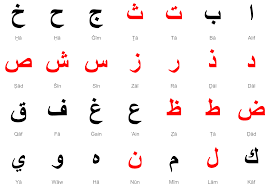 ا ب ت ث ج ح خ
Ḫā Ḥā Ǧīm Ṯā Tā Bā Alif
د ذ ر ز س ش ص
Ṣād Šīn Sīn Zāi Rā Ḏāl Dāl
ض ط ظ ع غ ف ق
Qāf Fā Ġain ʿAin Ẓā Ṭā Ḍād
ك ل م ن ه و ي
Yā Wāw Hā Nūn Mīm Lām Kāf